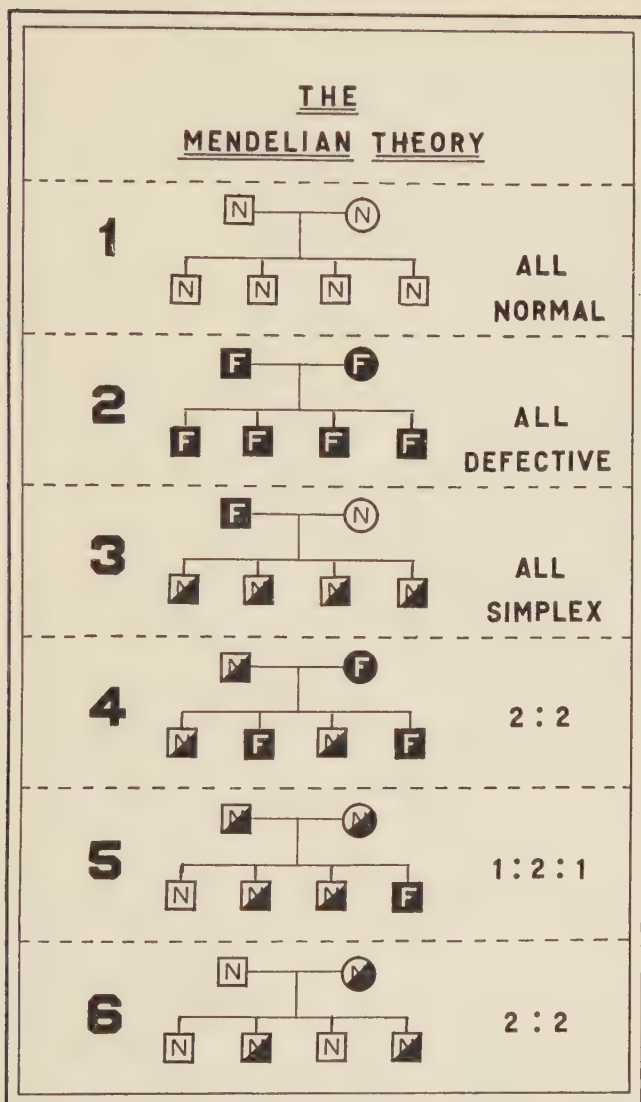 THE
MENDELIAN THEORY
1
N N
N N N N
ALL
NORMAL
2
F F
F F F F
ALL
DEFECTIVE
3
F N
N N N N
ALL
SIMPLEX
4
N F
N F N F
2 : 2
5
N N
N N N F
1 : 2 : 1
6
N N
N N N N
2 : 2